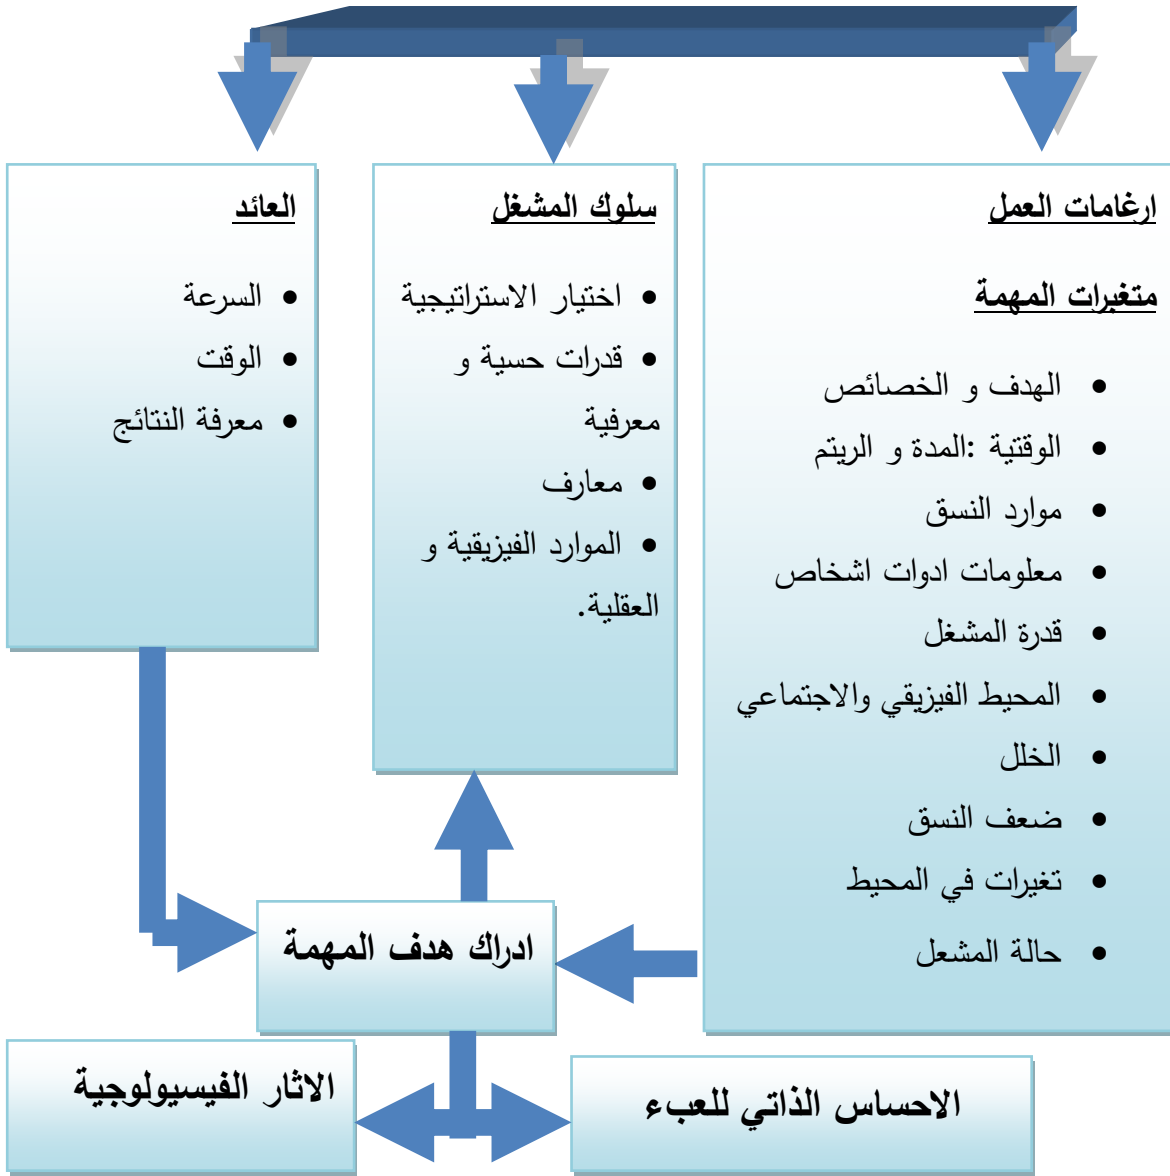 ارغامات العمل
متغبرات المهمة
• الهدف و الخصائص
• الوقتية :المدة و الريتم
• موارد النسق
• معلومات ادوات اشخاص
• قدرة المشغل
• المحيط الفيزيقي والاجتماعي
• الخلل
• ضعف النسق
• تغيرات في المحيط
• حالة المشعل
سلوك المشغل
• اختيار الاستراتيجية
• قدرات حسية و
معرفية
• معارف
• الموارد الفيزيقية و
العقلية.
العائد
• السرعة
• الوقت
• معرفة النتائج
ادراك هدف المهمة
الاحساس الذاتي للعبء
الاثار الفيسيولوجية